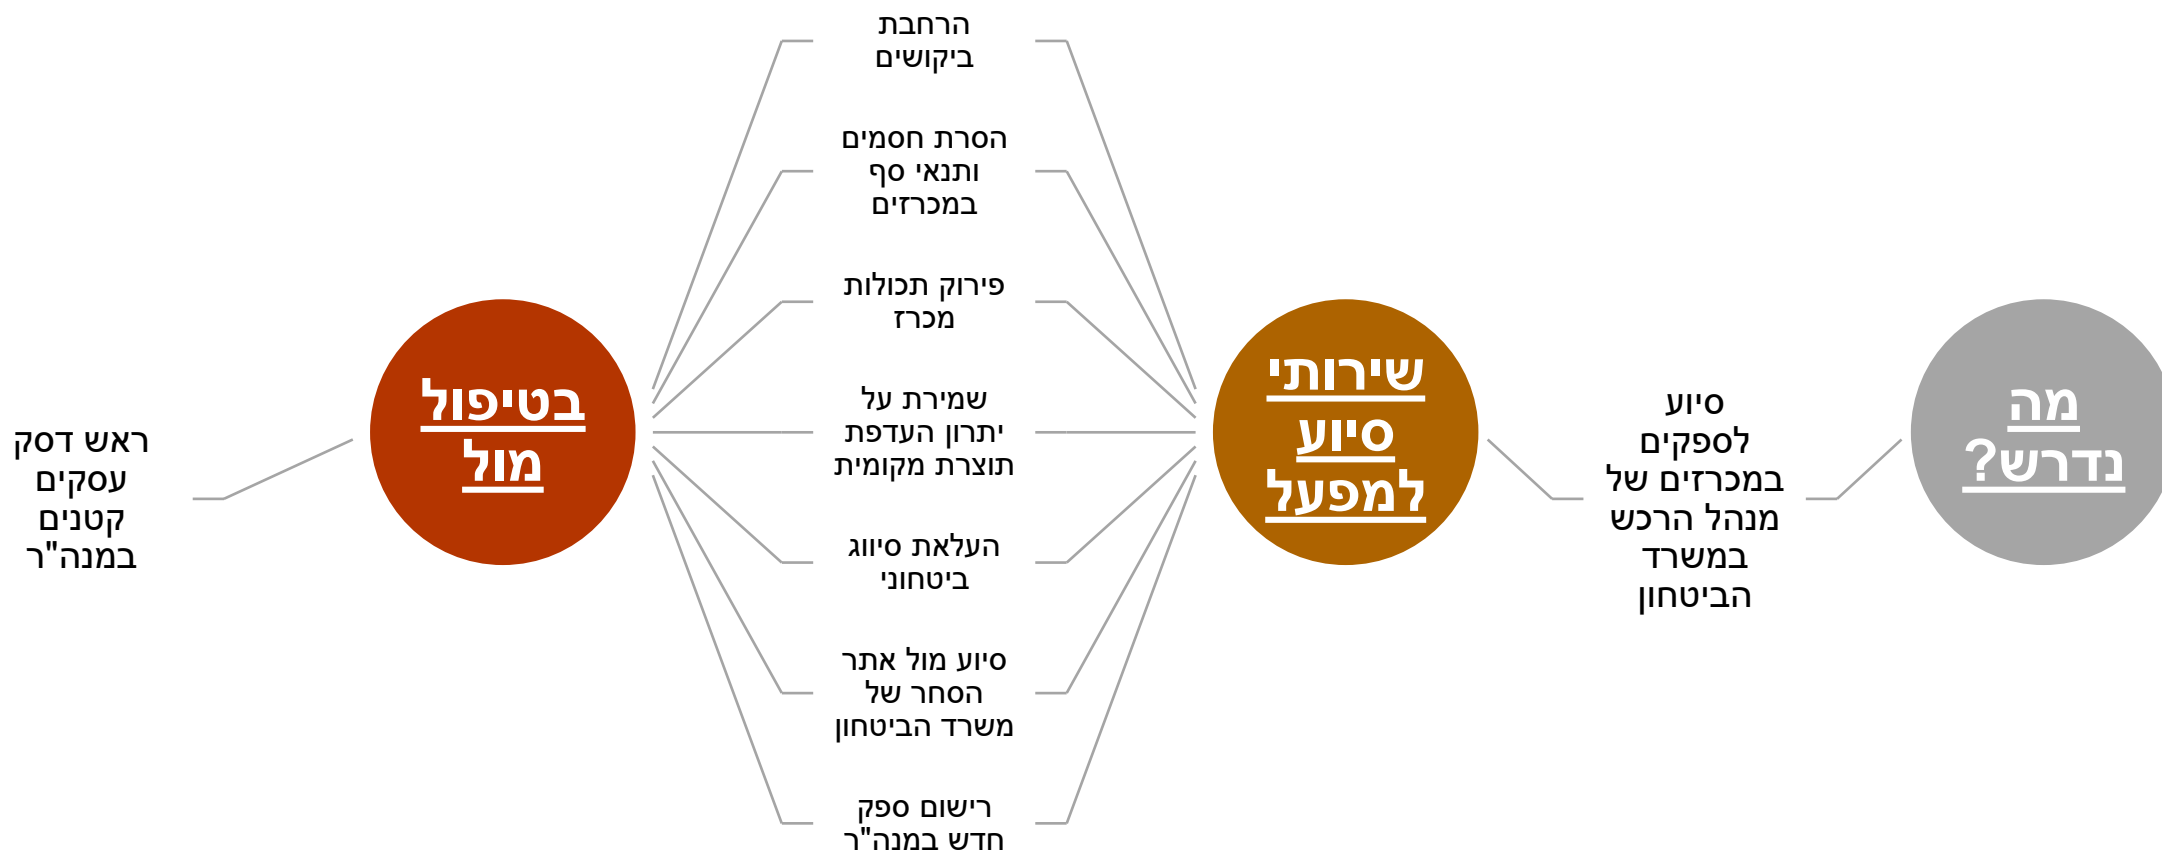 מה
נדרש?
סיוע
לספקים
במכרזים של
מנהל הרכש
במשרד
הביטחון
שירותי
סיוע
למפעל
הרחבת
ביקושים
הסרת חסמים
ותנאי סף
במכרזים
פירוק תכולות
מכרז
שמירת על
יתרון העדפת
תוצרת מקומית
העלאת סיווג
ביטחוני
סיוע מול אתר
הסחר של
משרד הביטחון
רישום ספק
חדש במנה"ר
בטיפול
מול
ראש דסק
עסקים
קטנים
במנה"ר